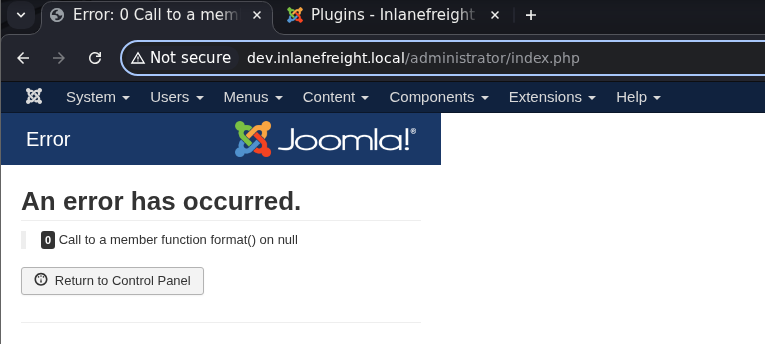 Error: 0 Call to a mem
Plugins - Inlanefreight
Not secure dev.inlanefreight.local/administrator/index.php
System Users Menus Content Components Extensions Help
Error Joomla!®
An error has occurred.
0 Call to a member function format() on null
Return to Control Panel